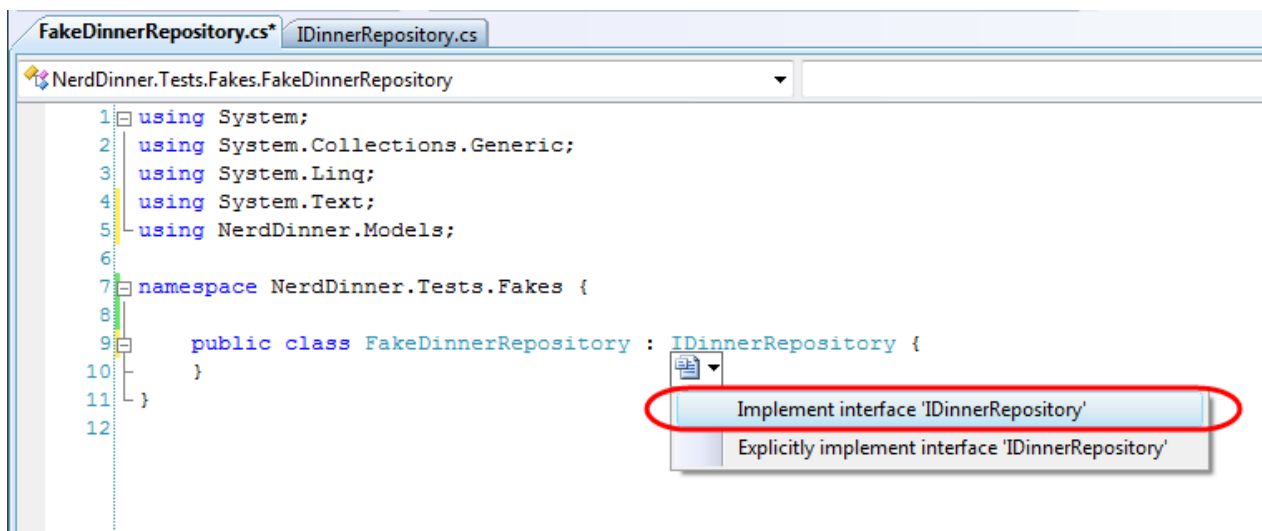 FakeDinnerRepository.cs* IDinnerRepository.cs
NerdDinner.Tests.Fakes.FakeDinnerRepository
1 using System;
2 using System.Collections.Generic;
3 using System.Linq;
4 using System.Text;
5 using NerdDinner.Models;
6
7 namespace NerdDinner.Tests.Fakes {
8
9 public class FakeDinnerRepository : IDinnerRepository {
10 }
11 }
12
Implement interface 'IDinnerRepository'
Explicitly implement interface 'IDinnerRepository'